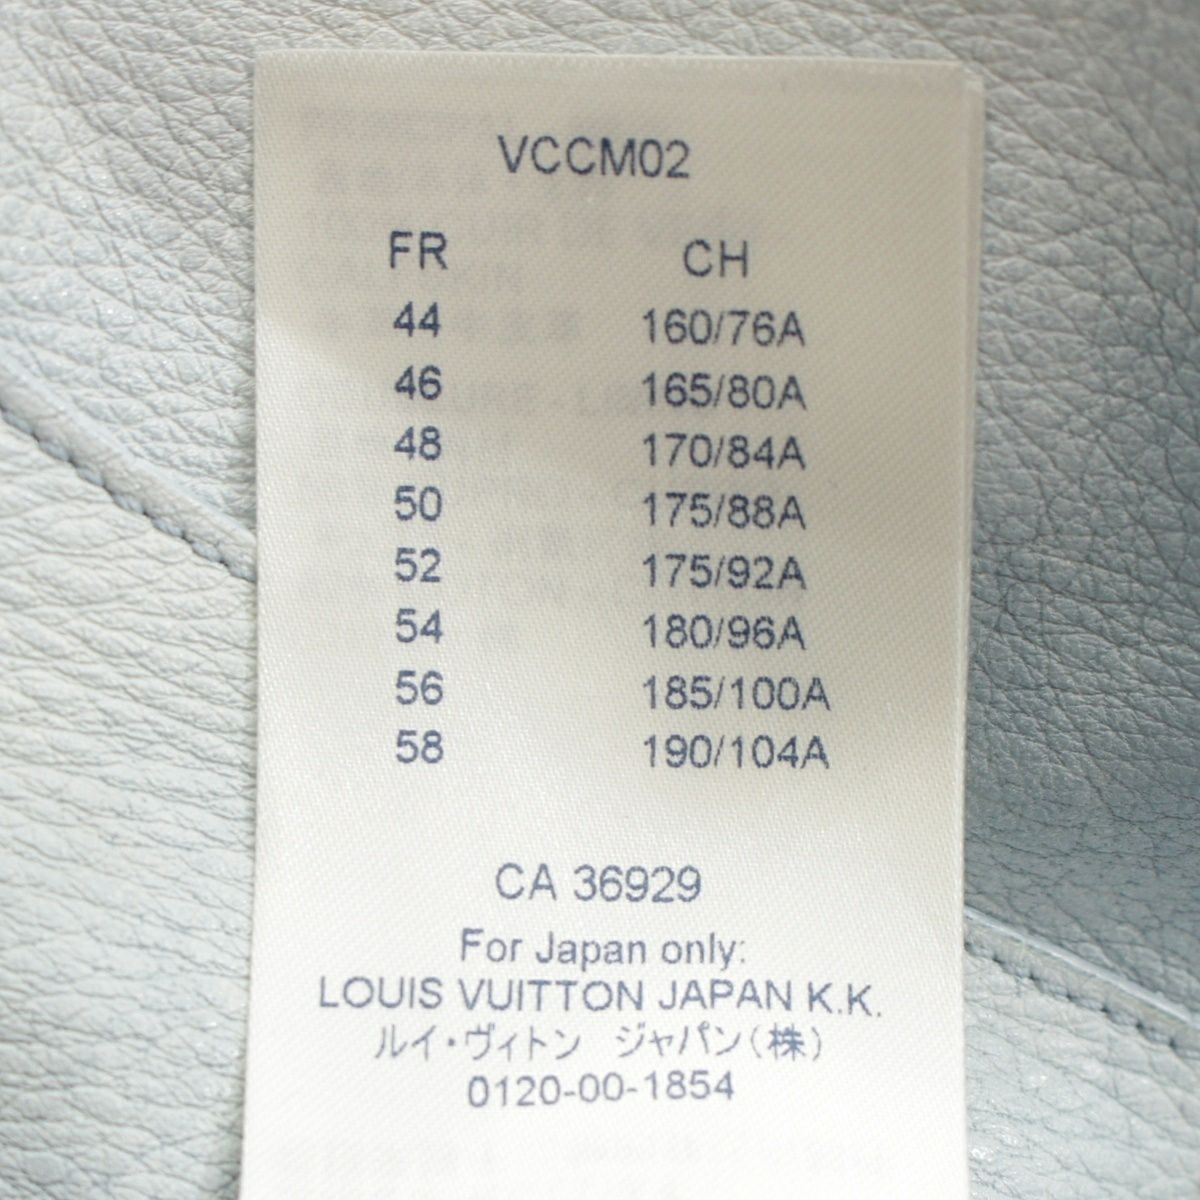 VCCM02
FR CH
44 160/76A
46 165/80A
48 170/84A
50 175/88A
52 175/92A
54 180/96A
56 185/100A
58 190/104A
CA 36929
For Japan only:
LOUIS VUITTON JAPAN K.K.
ルイ・ヴィトン ジャパン(株)
0120-00-1854